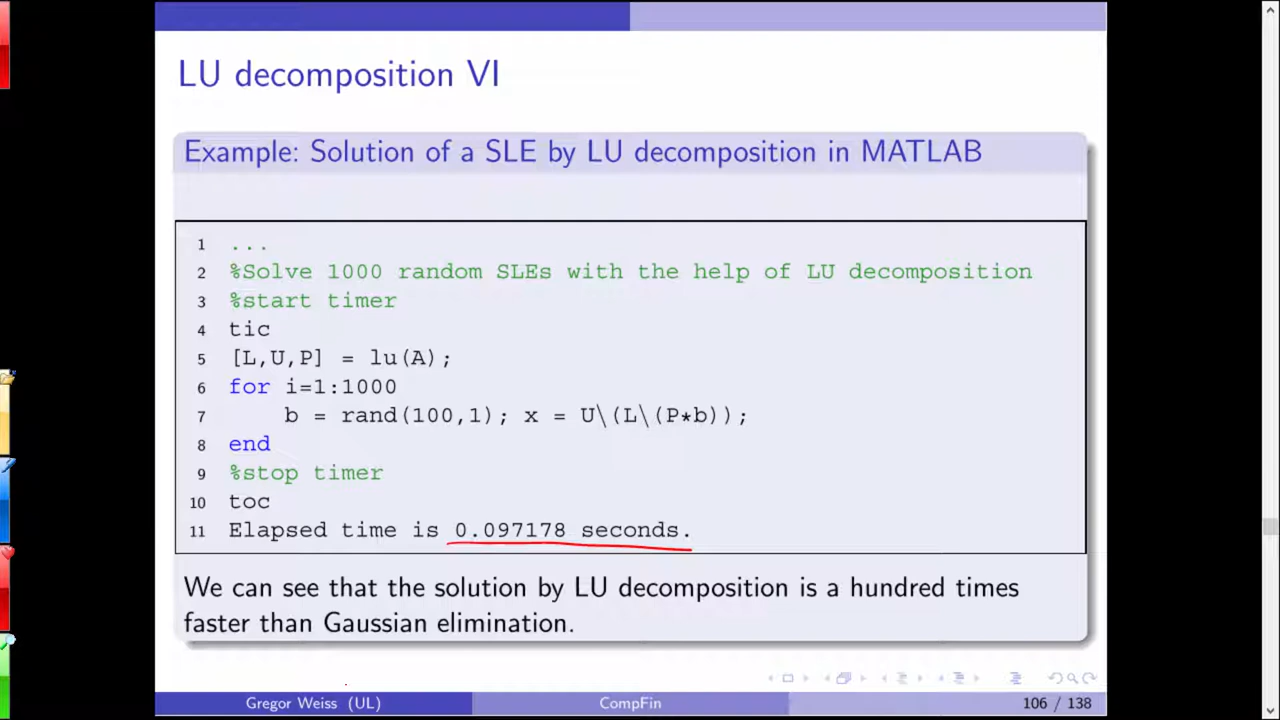 LU decomposition VI
Example: Solution of a SLE by LU decomposition in MATLAB
1 ...
2 %Solve 1000 random SLEs with the help of LU decomposition
3 %start timer
4 tic
5 [L,U,P] = lu(A);
6 for i=1:1000
7 b = rand(100,1); x = U\(L\(P*b));
8 end
9 %stop timer
10 toc
11 Elapsed time is 0.097178 seconds.
We can see that the solution by LU decomposition is a hundred times
faster than Gaussian elimination.
Gregor Weiss (UL) CompFin 106 / 138